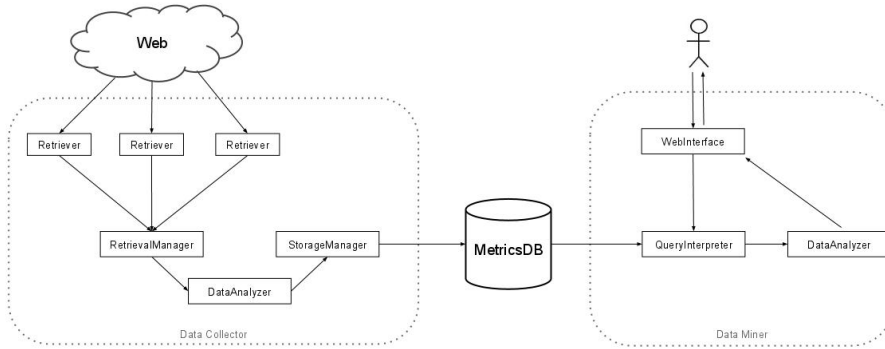 Web
Retriever
Retriever
Retriever
WebInterface
RetrievalManager
StorageManager
MetricsDB
QueryInterpreter
DataAnalyzer
DataAnalyzer
Data Collector
Data Miner